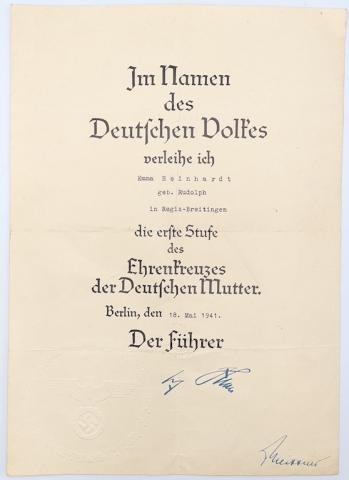 Im Namen
des
Deutschen Volkes
verleihe ich
Emma Reinhardt
geb. Rudolph
in Regis-Breitingen
die erste Stufe
des
Ehrenkreuzes
der Deutschen Mutter.
Berlin, den 18. Mai 1941.
Der Führer